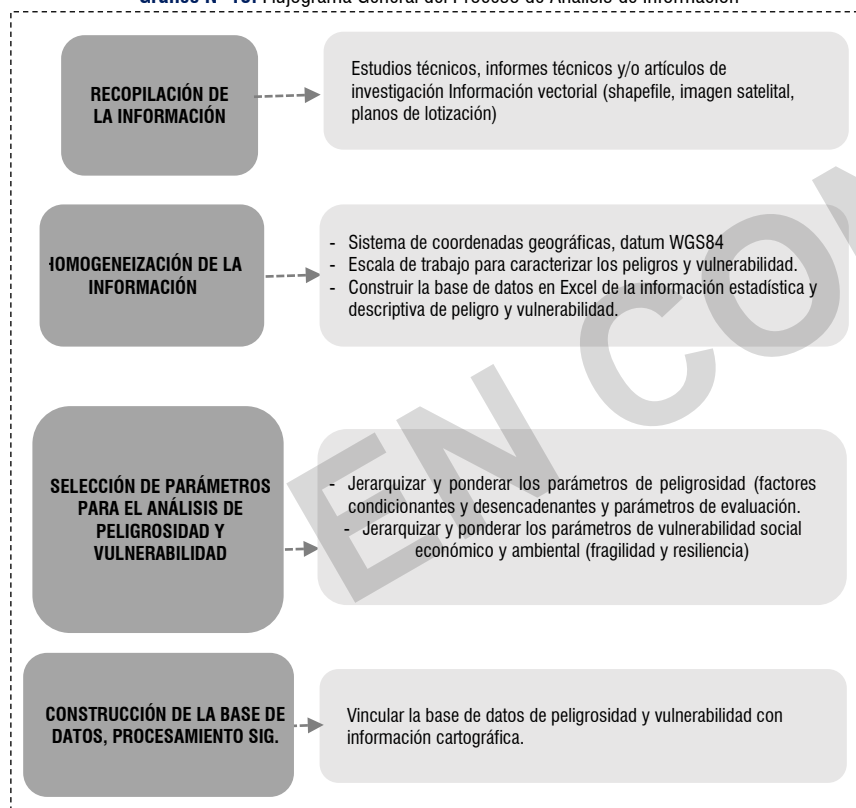 Gráfico N° 13. Flujograma General del Proceso de Análisis de Información
RECOPILACIÓN DE
LA INFORMACIÓN
Estudios técnicos, informes técnicos y/o artículos de
investigación Información vectorial (shapefile, imagen satelital,
planos de lotización)
HOMOGENEIZACIÓN DE LA
INFORMACIÓN
- Sistema de coordenadas geográficas, datum WGS84
- Escala de trabajo para caracterizar los peligros y vulnerabilidad.
- Construir la base de datos en Excel de la información estadística y
descriptiva de peligro y vulnerabilidad.
SELECCIÓN DE PARÁMETROS
PARA EL ANÁLISIS DE
PELIGROSIDAD Y
VULNERABILIDAD
- Jerarquizar y ponderar los parámetros de peligrosidad (factores
condicionantes y desencadenantes y parámetros de evaluación.
- Jerarquizar y ponderar los parámetros de vulnerabilidad social
económico y ambiental (fragilidad y resiliencia)
CONSTRUCCIÓN DE LA BASE DE
DATOS, PROCESAMIENTO SIG.
Vincular la base de datos de peligrosidad y vulnerabilidad con
información cartográfica.
EN CON